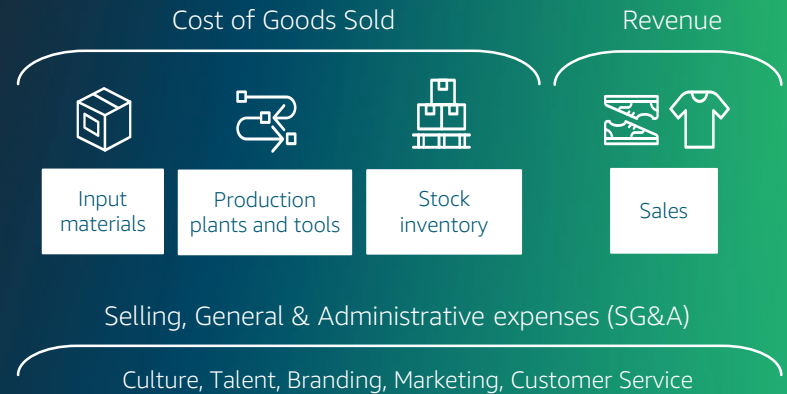 Cost of Goods Sold
Revenue
Input
materials
Production
plants and tools
Stock
inventory
Sales
Selling, General & Administrative expenses (SG&A)
Culture, Talent, Branding, Marketing, Customer Service